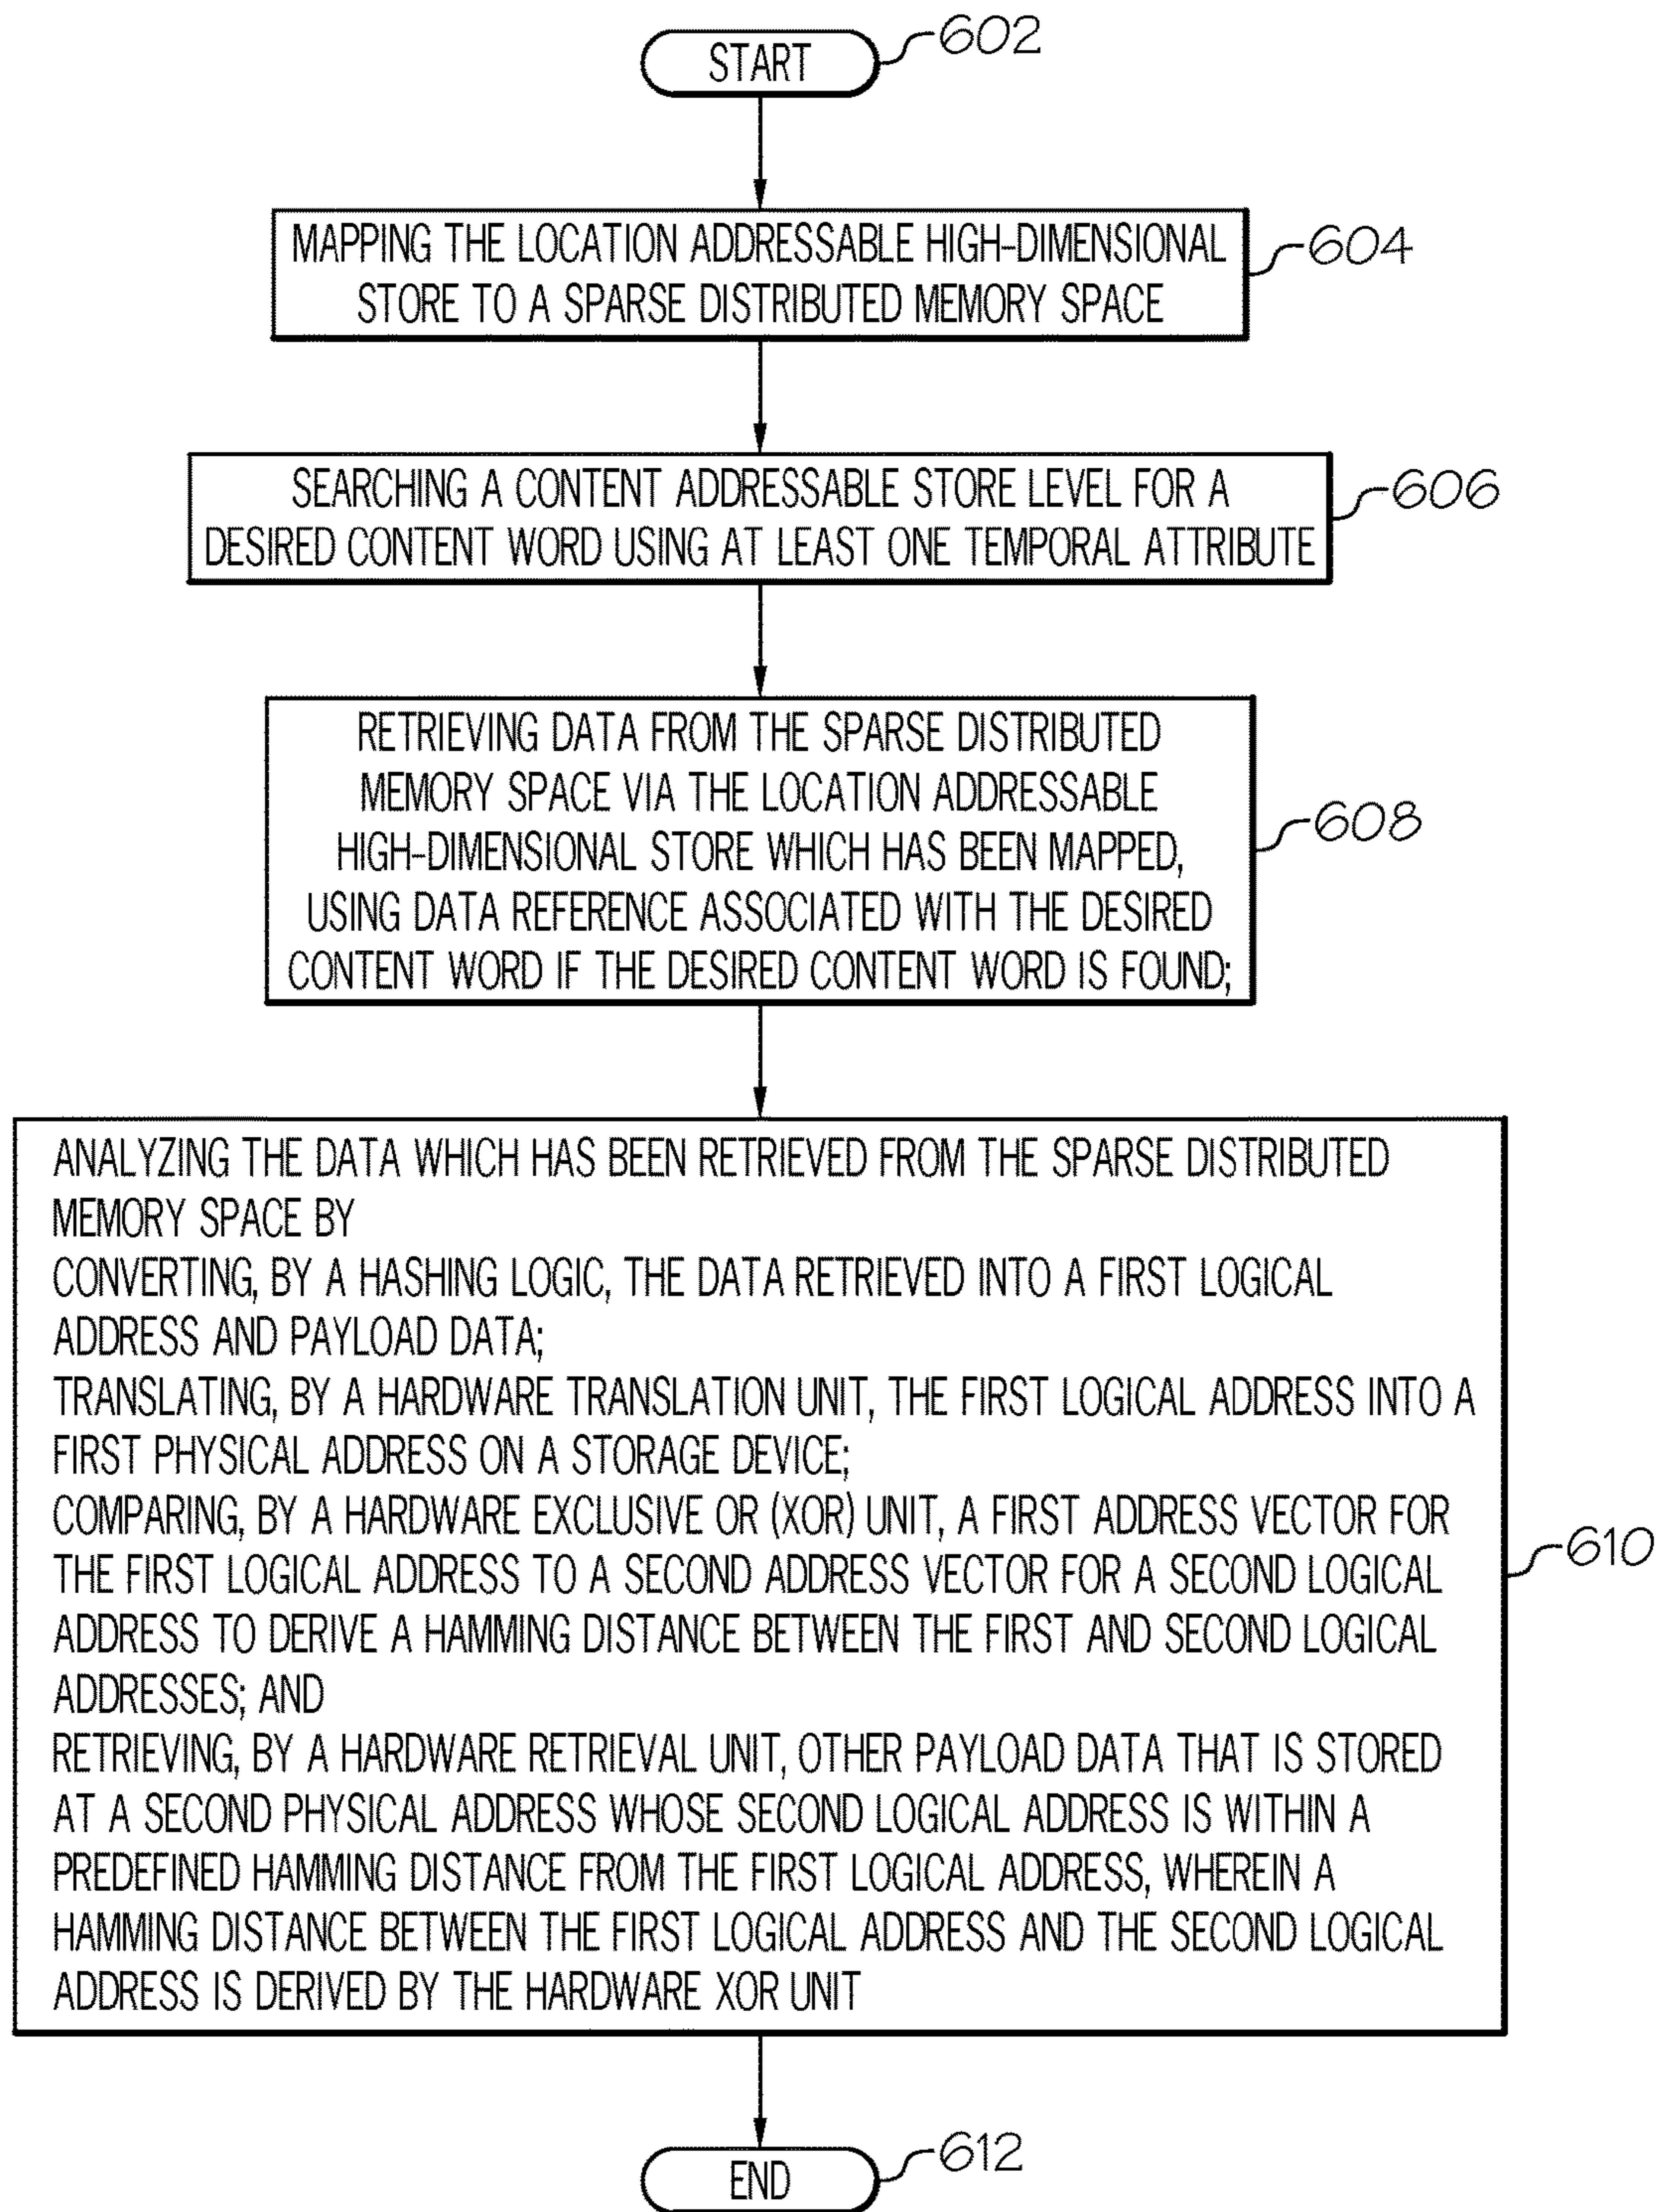 START
602
MAPPING THE LOCATION ADDRESSABLE HIGH-DIMENSIONAL
STORE TO A SPARSE DISTRIBUTED MEMORY SPACE
604
SEARCHING A CONTENT ADDRESSABLE STORE LEVEL FOR A
DESIRED CONTENT WORD USING AT LEAST ONE TEMPORAL ATTRIBUTE
606
RETRIEVING DATA FROM THE SPARSE DISTRIBUTED
MEMORY SPACE VIA THE LOCATION ADDRESSABLE
HIGH-DIMENSIONAL STORE WHICH HAS BEEN MAPPED,
USING DATA REFERENCE ASSOCIATED WITH THE DESIRED
CONTENT WORD IF THE DESIRED CONTENT WORD IS FOUND;
608
ANALYZING THE DATA WHICH HAS BEEN RETRIEVED FROM THE SPARSE DISTRIBUTED
MEMORY SPACE BY
CONVERTING, BY A HASHING LOGIC, THE DATA RETRIEVED INTO A FIRST LOGICAL
ADDRESS AND PAYLOAD DATA;
TRANSLATING, BY A HARDWARE TRANSLATION UNIT, THE FIRST LOGICAL ADDRESS INTO A
FIRST PHYSICAL ADDRESS ON A STORAGE DEVICE;
COMPARING, BY A HARDWARE EXCLUSIVE OR (XOR) UNIT, A FIRST ADDRESS VECTOR FOR
THE FIRST LOGICAL ADDRESS TO A SECOND ADDRESS VECTOR FOR A SECOND LOGICAL
ADDRESS TO DERIVE A HAMMING DISTANCE BETWEEN THE FIRST AND SECOND LOGICAL
ADDRESSES; AND
RETRIEVING, BY A HARDWARE RETRIEVAL UNIT, OTHER PAYLOAD DATA THAT IS STORED
AT A SECOND PHYSICAL ADDRESS WHOSE SECOND LOGICAL ADDRESS IS WITHIN A
PREDEFINED HAMMING DISTANCE FROM THE FIRST LOGICAL ADDRESS, WHEREIN A
HAMMING DISTANCE BETWEEN THE FIRST LOGICAL ADDRESS AND THE SECOND LOGICAL
ADDRESS IS DERIVED BY THE HARDWARE XOR UNIT
610
END
612